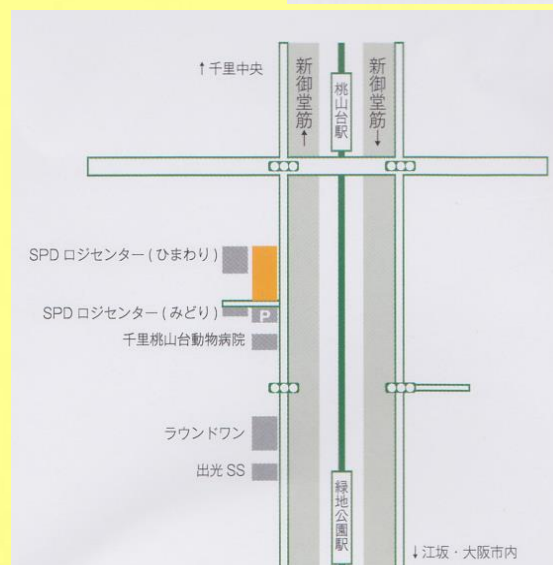 ↑千里中央
新御堂筋↑
桃山台駅
新御堂筋↓
SPD ロジセンター(ひまわり)
SPD ロジセンター(みどり)
P
千里桃山台動物病院
ラウンドワン
出光 SS
緑地公園駅
↓江坂・大阪市内